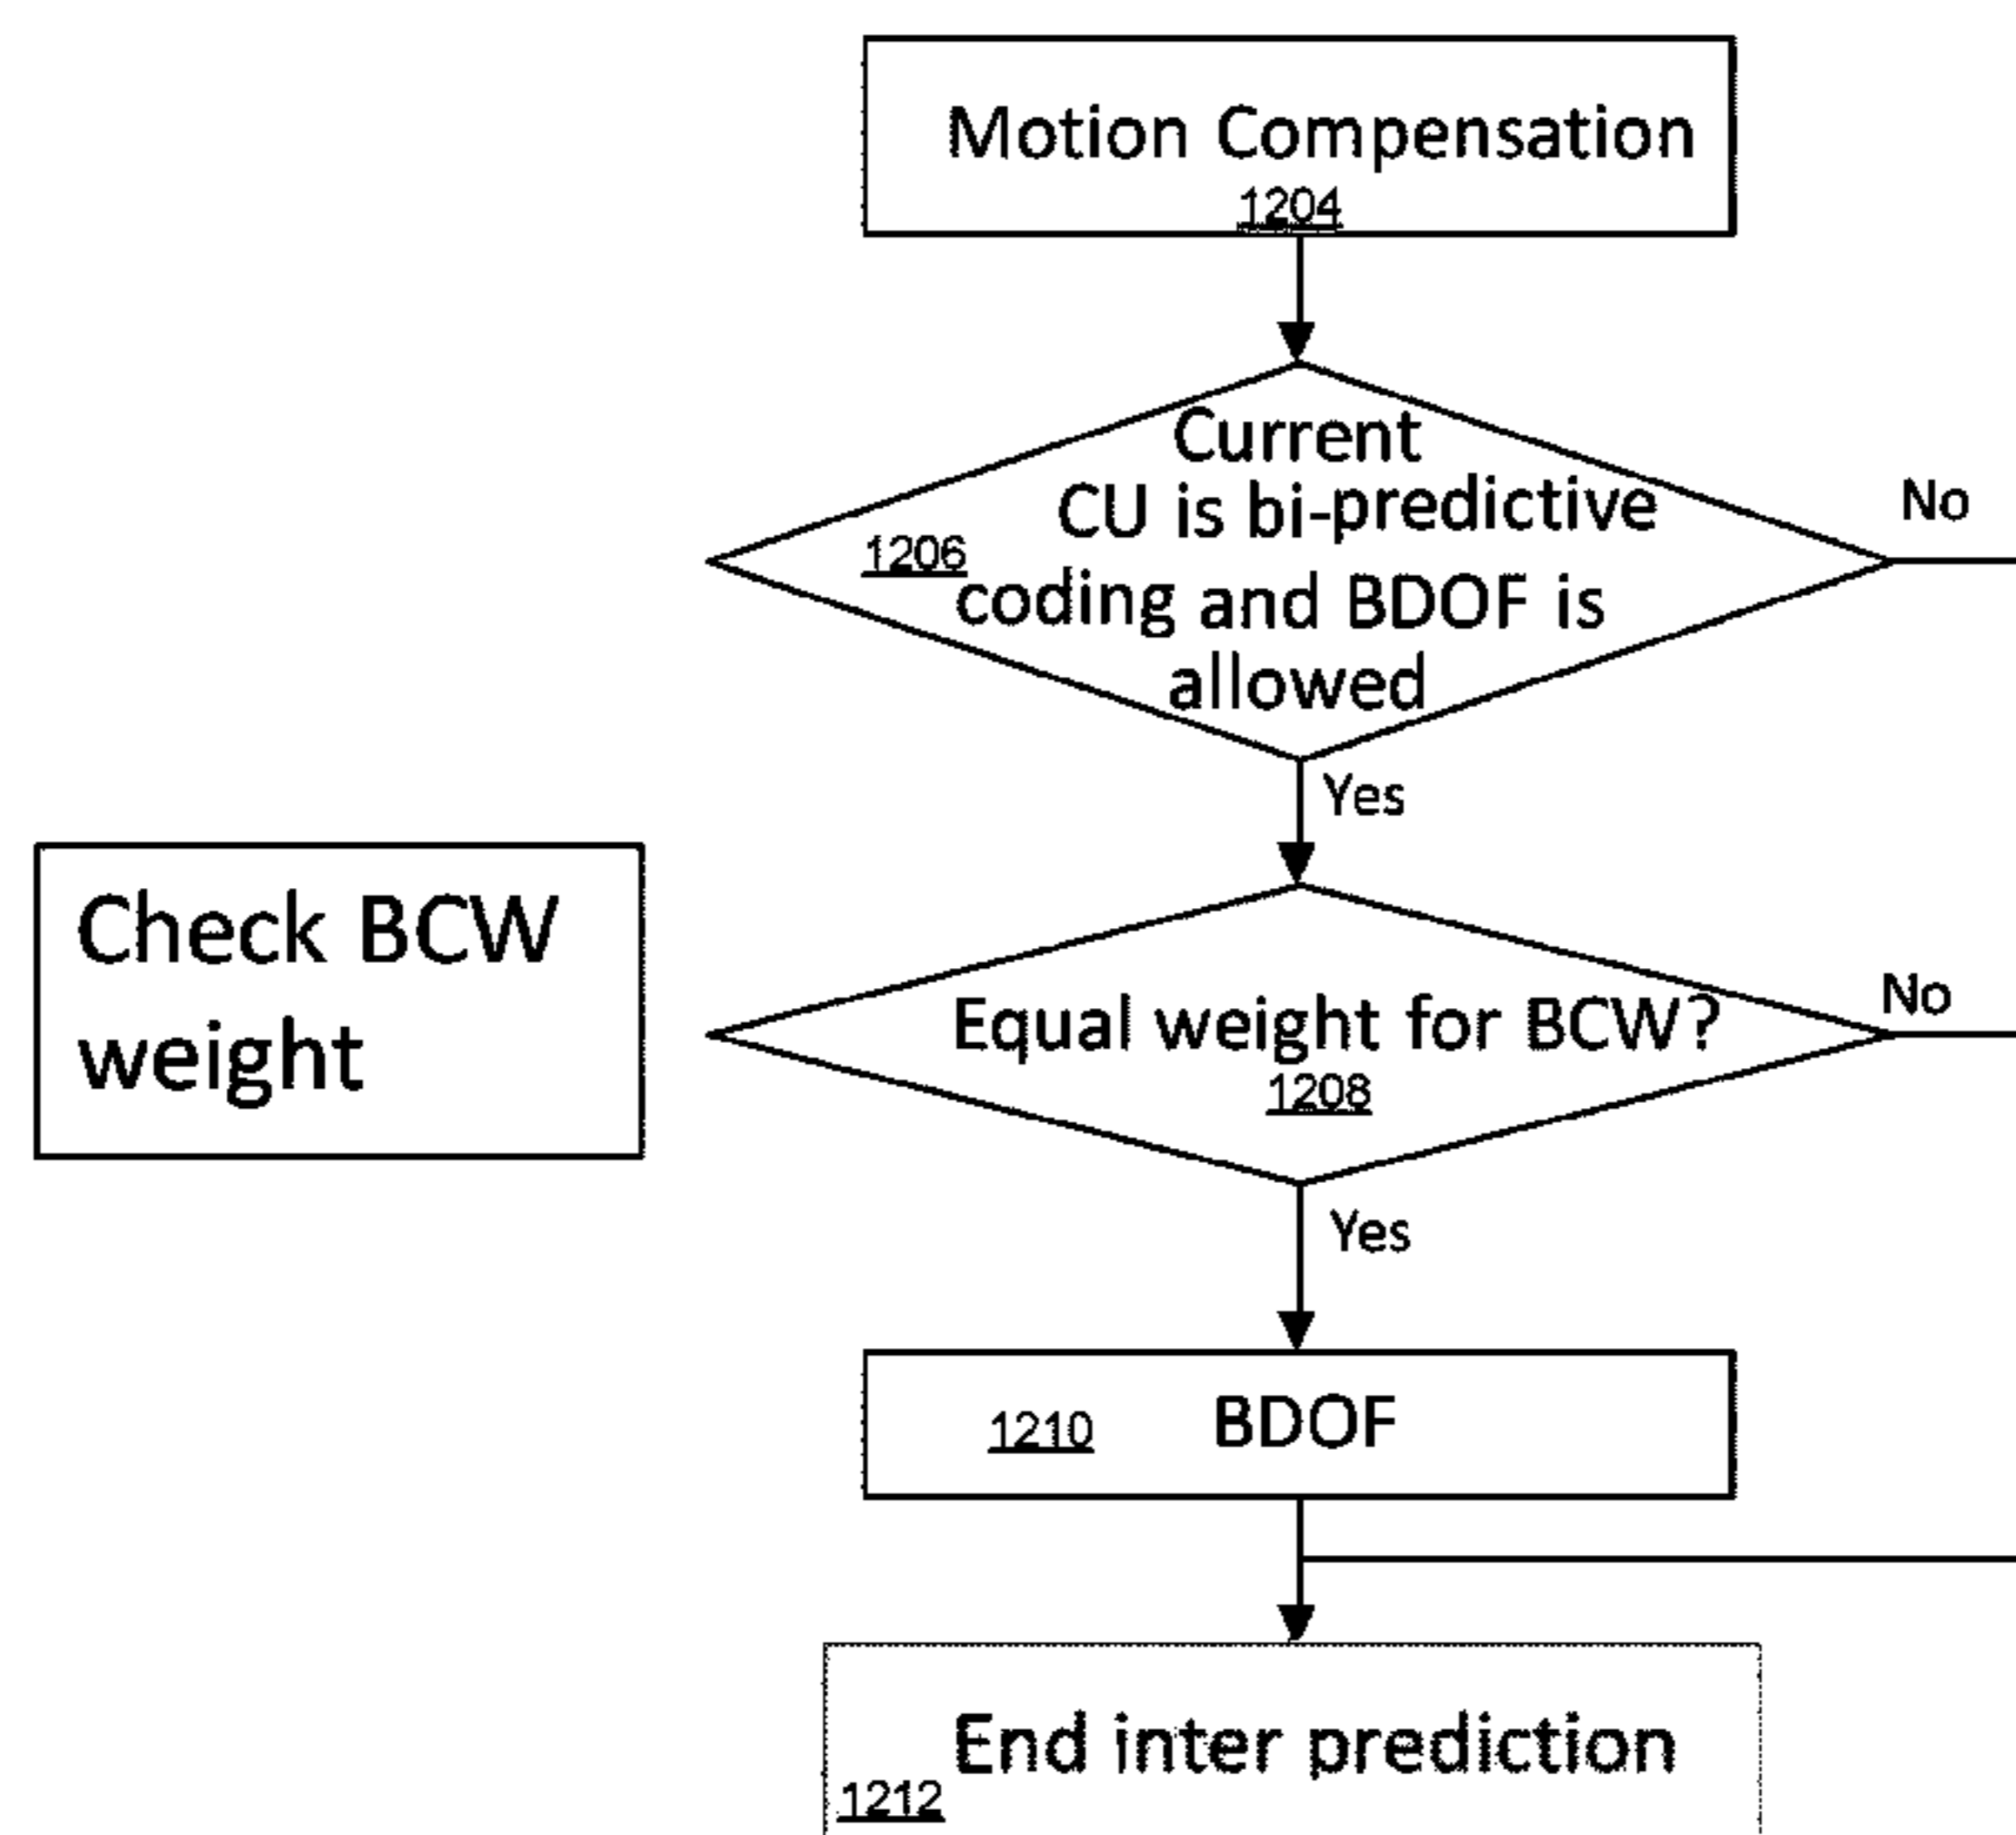 Motion Compensation
1204
Current
CU is bi-predictive
No
1206
coding and BDOF is
allowed
Yes
Check BCW
weight
No
Equal weight for BCW?
1208
Yes
1210 BDOF
End inter prediction
1212